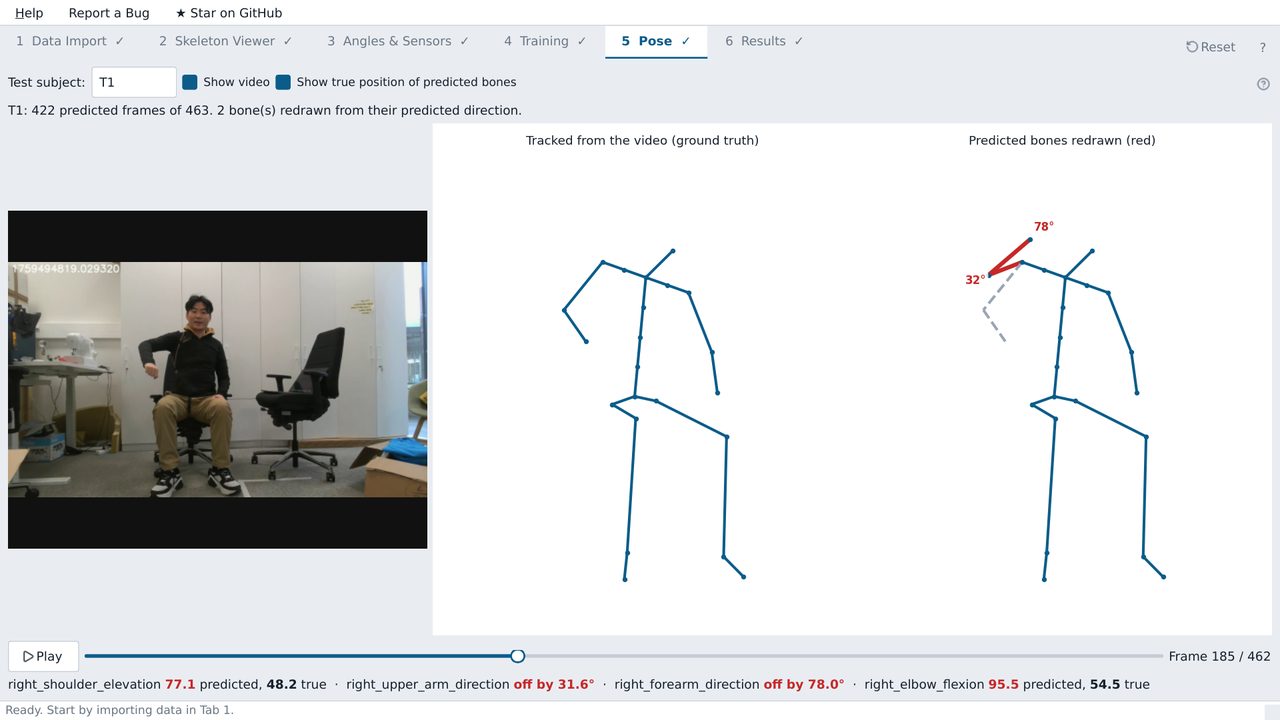 Help Report a Bug ★ Star on GitHub
1 Data Import ✓ 2 Skeleton Viewer ✓ 3 Angles & Sensors ✓ 4 Training ✓ 5 Pose ✓ 6 Results ✓ Reset ?
Test subject: T1 Show video Show true position of predicted bones ?
T1: 422 predicted frames of 463. 2 bone(s) redrawn from their predicted direction.
Tracked from the video (ground truth) Predicted bones redrawn (red)
78°
1759494819.029320
32°
Play Frame 185 / 462
right_shoulder_elevation 77.1 predicted, 48.2 true · right_upper_arm_direction off by 31.6° · right_forearm_direction off by 78.0° · right_elbow_flexion 95.5 predicted, 54.5 true
Ready. Start by importing data in Tab 1.